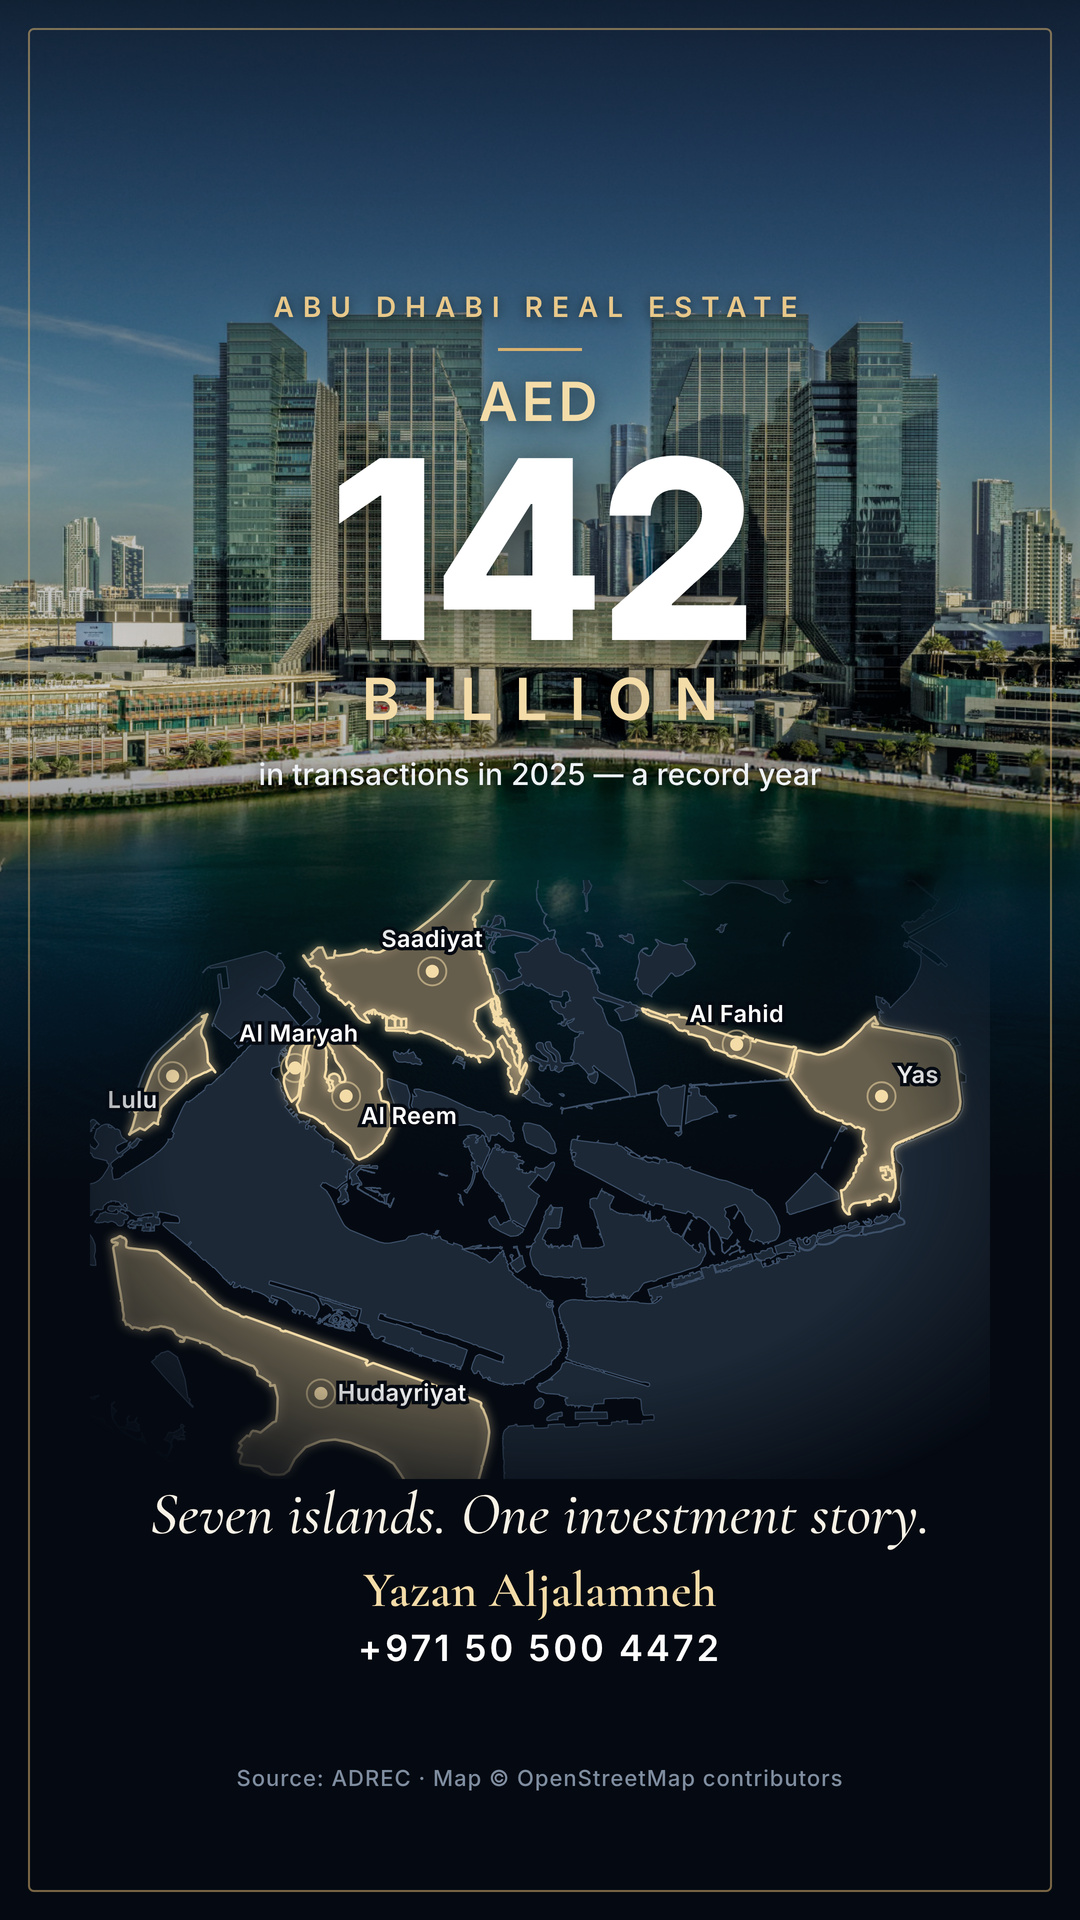 ABU DHABI REAL ESTATE
AED
142
BILLION
in transactions in 2025 — a record year
Saadiyat
Al Fahid
Al Maryah
Yas
Lulu
Al Reem
Hudayriyat
Seven islands. One investment story.
Yazan Aljalamneh
+971 50 500 4472
Source: ADREC · Map © OpenStreetMap contributors